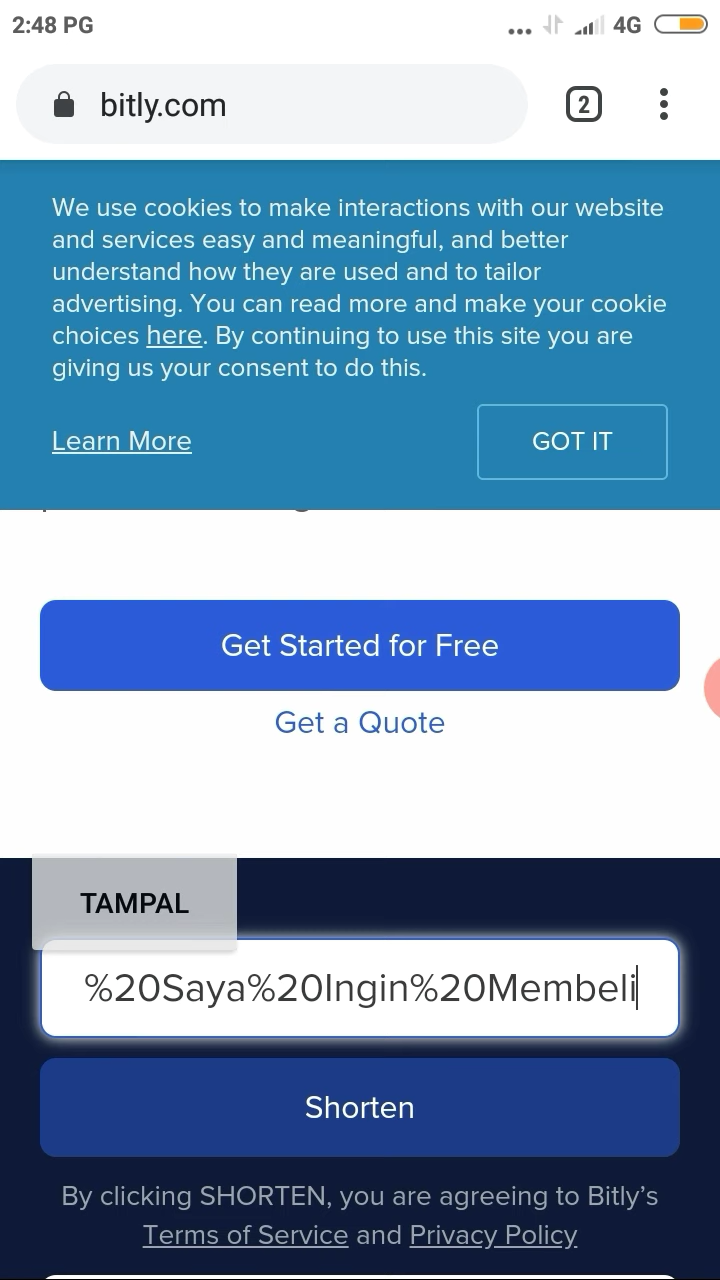 2:48 PG
4G
bitly.com
2
We use cookies to make interactions with our website
and services easy and meaningful, and better
understand how they are used and to tailor
advertising. You can read more and make your cookie
choices here. By continuing to use this site you are
giving us your consent to do this.
Learn More
GOT IT
Get Started for Free
Get a Quote
TAMPAL
%20Saya%20Ingin%20Membeli
Shorten
By clicking SHORTEN, you are agreeing to Bitly’s
Terms of Service and Privacy Policy